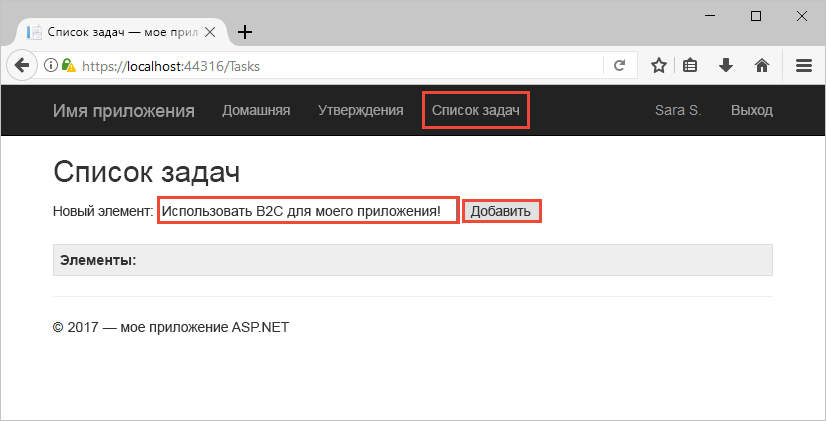 Список задач — мое прил
https://localhost:44316/Tasks
Имя приложения Домашняя Утверждения Список задач Sara S. Выход
Список задач
Новый элемент: Использовать B2C для моего приложения! Добавить
Элементы:
© 2017 — мое приложение ASP.NET